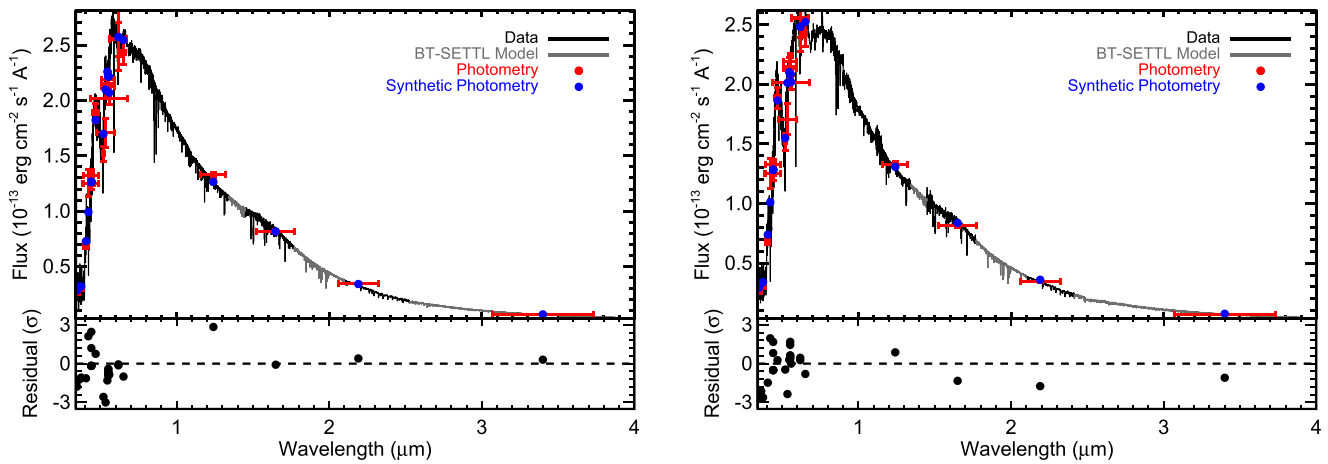 Flux (10⁻¹³ erg cm⁻² s⁻¹ A⁻¹)
2.5
2.0
1.5
1.0
0.5
Data
BT-SETTL Model
Photometry
Synthetic Photometry
Residual (σ)
3
0
-3
1 2 3 4
Wavelength (μm)
Flux (10⁻¹³ erg cm⁻² s⁻¹ A⁻¹)
2.5
2.0
1.5
1.0
0.5
Data
BT-SETTL Model
Photometry
Synthetic Photometry
Residual (σ)
3
0
-3
1 2 3 4
Wavelength (μm)